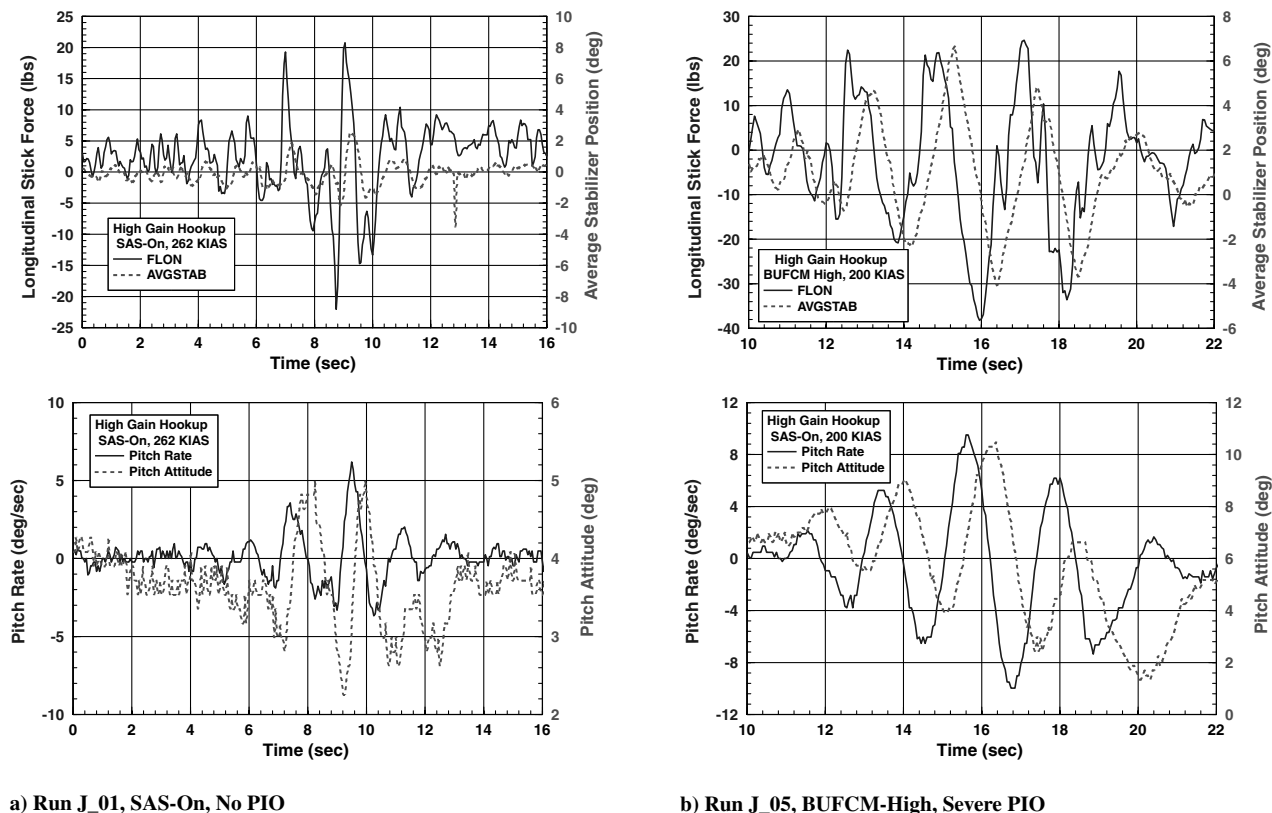 25
20
15
10
5
0
-5
-10
-15
-20
-25
Longitudinal Stick Force (lbs)
10
8
6
4
2
0
-2
-4
-6
-8
-10
Average Stabilizer Position (deg)
High Gain Hookup
SAS-On, 262 KIAS
FLON
AVGSTAB
0 2 4 6 8 10 12 14 16
Time (sec)
30
20
10
0
-10
-20
-30
-40
Longitudinal Stick Force (lbs)
8
6
4
2
0
-2
-4
-6
Average Stabilizer Position (deg)
High Gain Hookup
BUFCM High, 200 KIAS
FLON
AVGSTAB
10 12 14 16 18 20 22
Time (sec)
10
5
0
-5
-10
Pitch Rate (deg/sec)
6
5
4
3
2
Pitch Attitude (deg)
High Gain Hookup
SAS-On, 262 KIAS
Pitch Rate
Pitch Attitude
0 2 4 6 8 10 12 14 16
Time (sec)
12
8
4
0
-4
-8
-12
Pitch Rate (deg/sec)
12
10
8
6
4
2
0
Pitch Attitude (deg)
High Gain Hookup
SAS-On, 200 KIAS
Pitch Rate
Pitch Attitude
10 12 14 16 18 20 22
Time (sec)
a) Run J_01, SAS-On, No PIO
b) Run J_05, BUFCM-High, Severe PIO